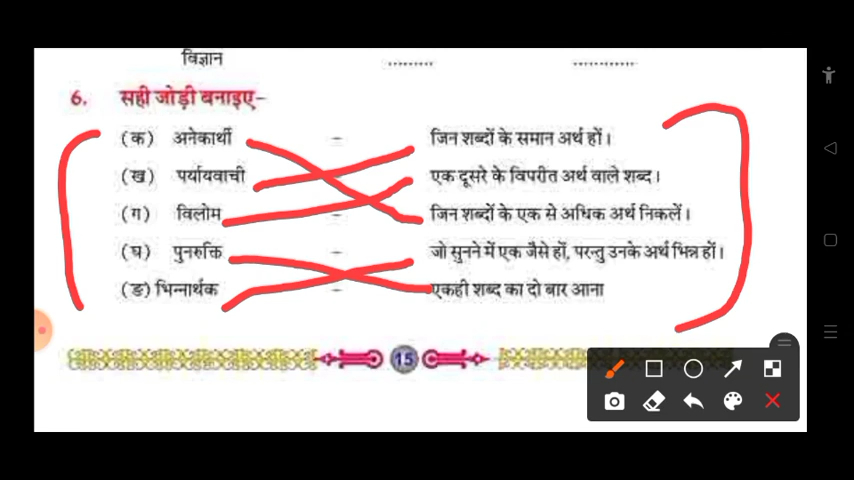 विज्ञान ......... ............
6. सही जोड़ी बनाइए-
(क) अनेकार्थी - जिन शब्दों के समान अर्थ हों।
(ख) पर्यायवाची - एक दूसरे के विपरीत अर्थ वाले शब्द।
(ग) विलोम - जिन शब्दों के एक से अधिक अर्थ निकलें।
(घ) पुनरुक्ति - जो सुनने में एक जैसे हों, परन्तु उनके अर्थ भिन्न हों।
(ङ) भिन्नार्थक - एकही शब्द का दो बार आना
15